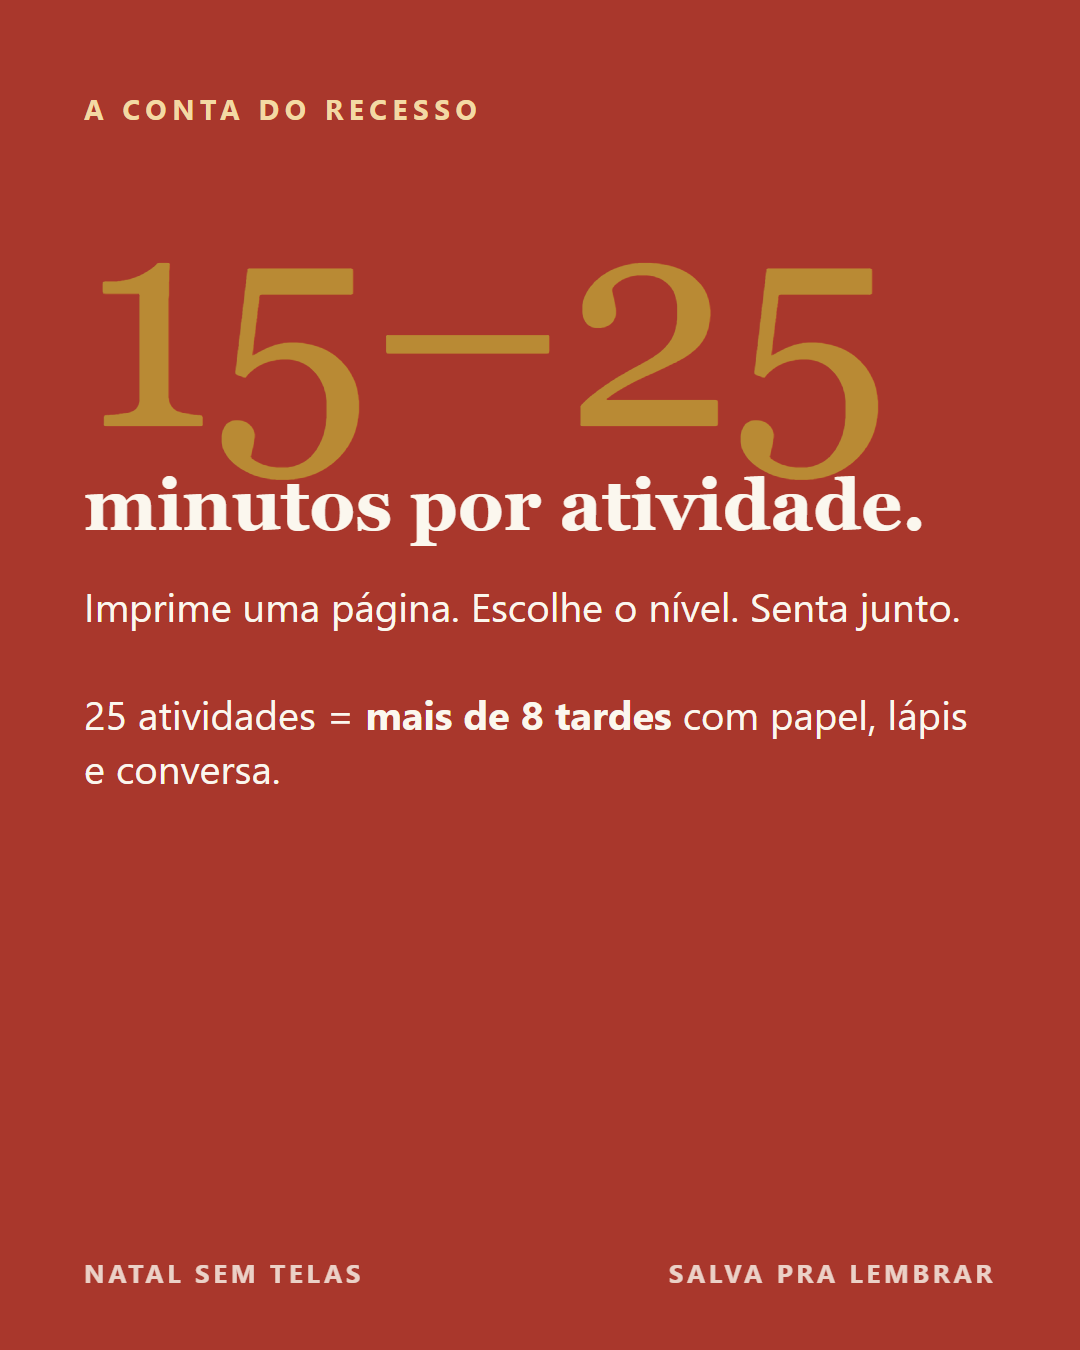 A CONTA DO RECESSO
15—25
minutos por atividade.
Imprime uma página. Escolhe o nível. Senta junto.
25 atividades = mais de 8 tardes com papel, lápis
e conversa.
NATAL SEM TELAS
SALVA PRA LEMBRAR